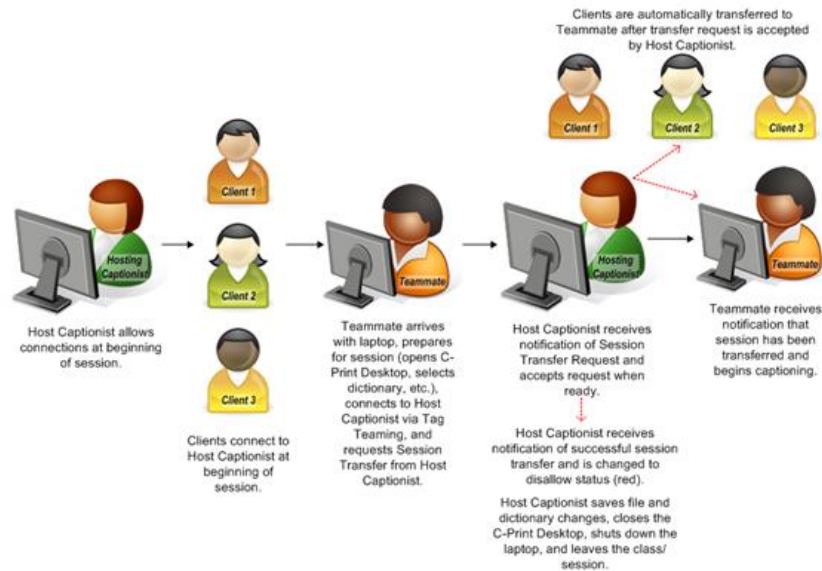 Clients are automatically transferred to
Teammate after transfer request is accepted
by Host Captionist.
Client 1
Client 2
Client 3
Client 1
Client 2
Client 3
Hosting
Captionist
Teammate
Hosting
Captionist
Teammate
Host Captionist allows
connections at beginning
of session.
Clients connect to
Host Captionist at
beginning of
session.
Teammate arrives
with laptop, prepares
for session (opens C-
Print Desktop, selects
dictionary, etc.),
connects to Host
Captionist via Tag
Teaming, and
requests Session
Transfer from Host
Captionist.
Host Captionist receives
notification of Session
Transfer Request and
accepts request when
ready.
Teammate receives
notification that
session has been
transferred and
begins captioning.
Host Captionist receives
notification of successful session
transfer and is changed to
disallow status (red).
Host Captionist saves file and
dictionary changes, closes the
C-Print Desktop, shuts down the
laptop, and leaves the class/
session.